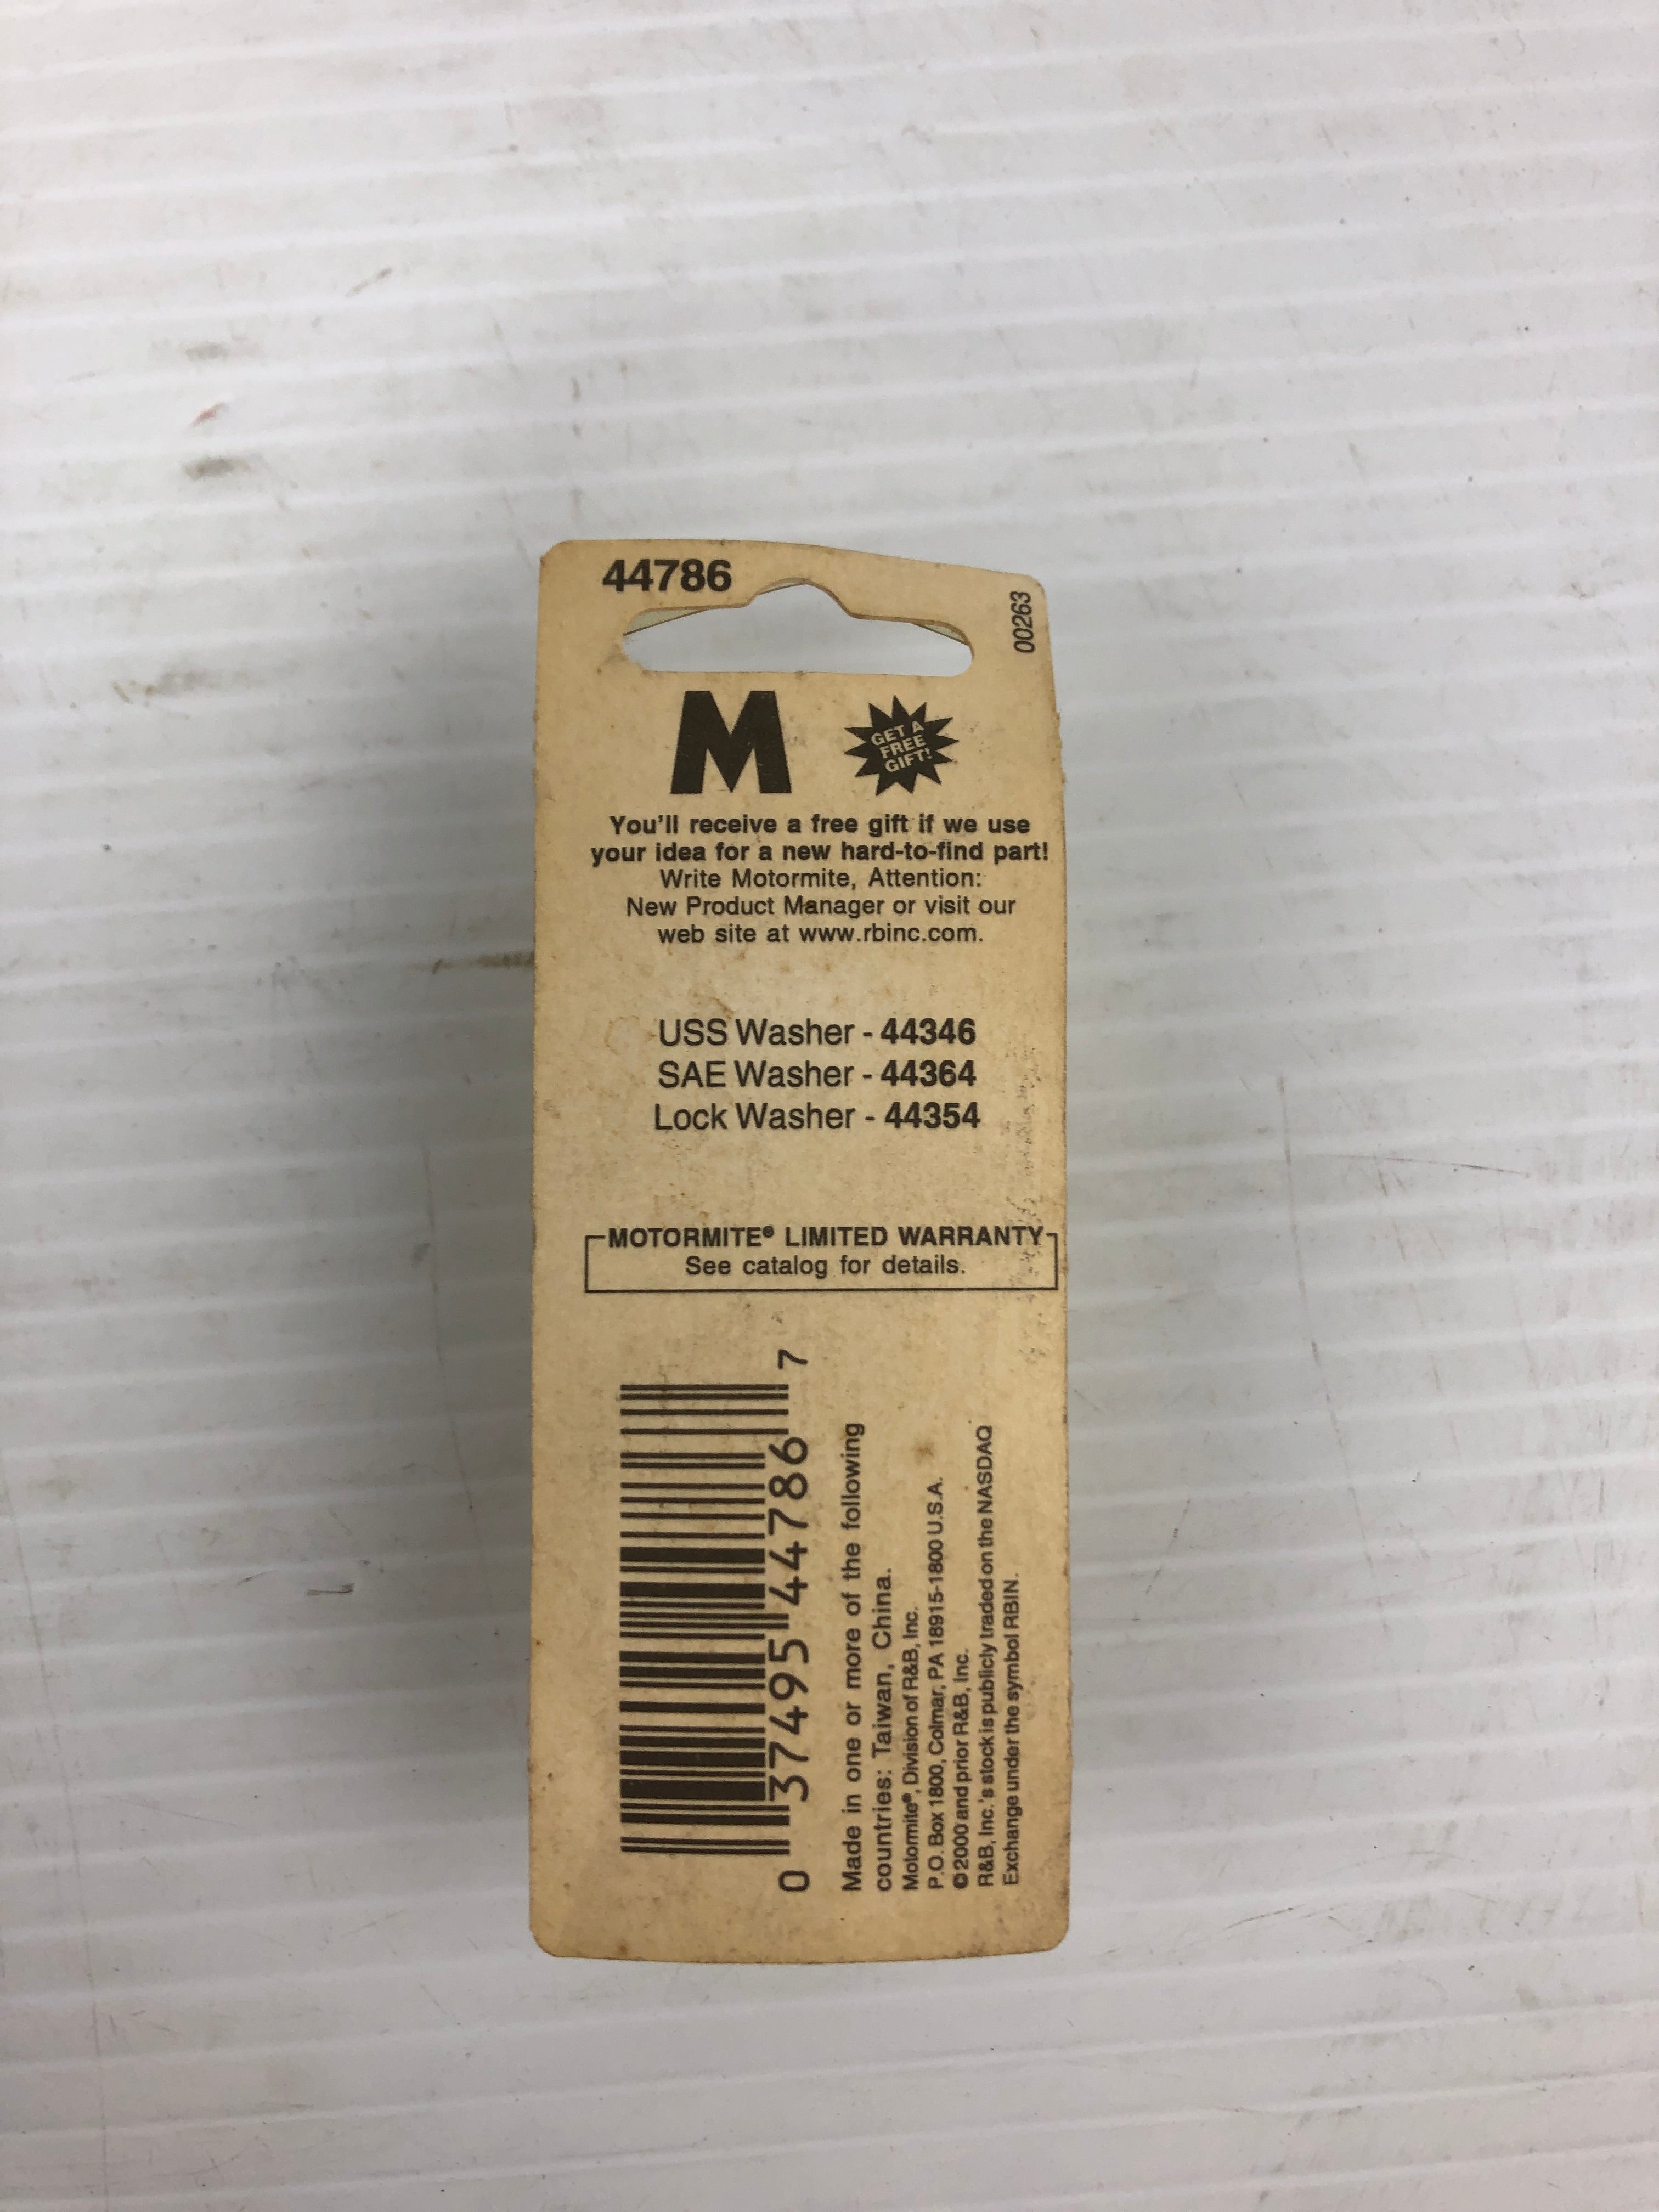 44786
00263
M
GET A
FREE
GIFT!
You'll receive a free gift if we use
your idea for a new hard-to-find part!
Write Motormite, Attention:
New Product Manager or visit our
web site at www.rbinc.com.
USS Washer - 44346
SAE Washer - 44364
Lock Washer - 44354
MOTORMITE® LIMITED WARRANTY
See catalog for details.
0 37495 44786 7
Made in one or more of the following
countries: Taiwan, China.
Motormite®, Division of R&B, Inc.
P.O. Box 1800, Colmar, PA 18915-1800 U.S.A.
©2000 and prior R&B, Inc.
R&B, Inc.'s stock is publicly traded on the NASDAQ
Exchange under the symbol RBIN.